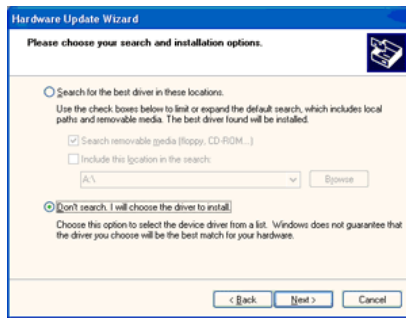 Hardware Update Wizard
Please choose your search and installation options.
Search for the best driver in these locations.
Use the check boxes below to limit or expand the default search, which includes local
paths and removable media. The best driver found will be installed.
Search removable media (floppy, CD-ROM...)
Include this location in the search:
A:\
Browse
Don't search. I will choose the driver to install.
Choose this option to select the device driver from a list. Windows does not guarantee that
the driver you choose will be the best match for your hardware.
< Back Next > Cancel